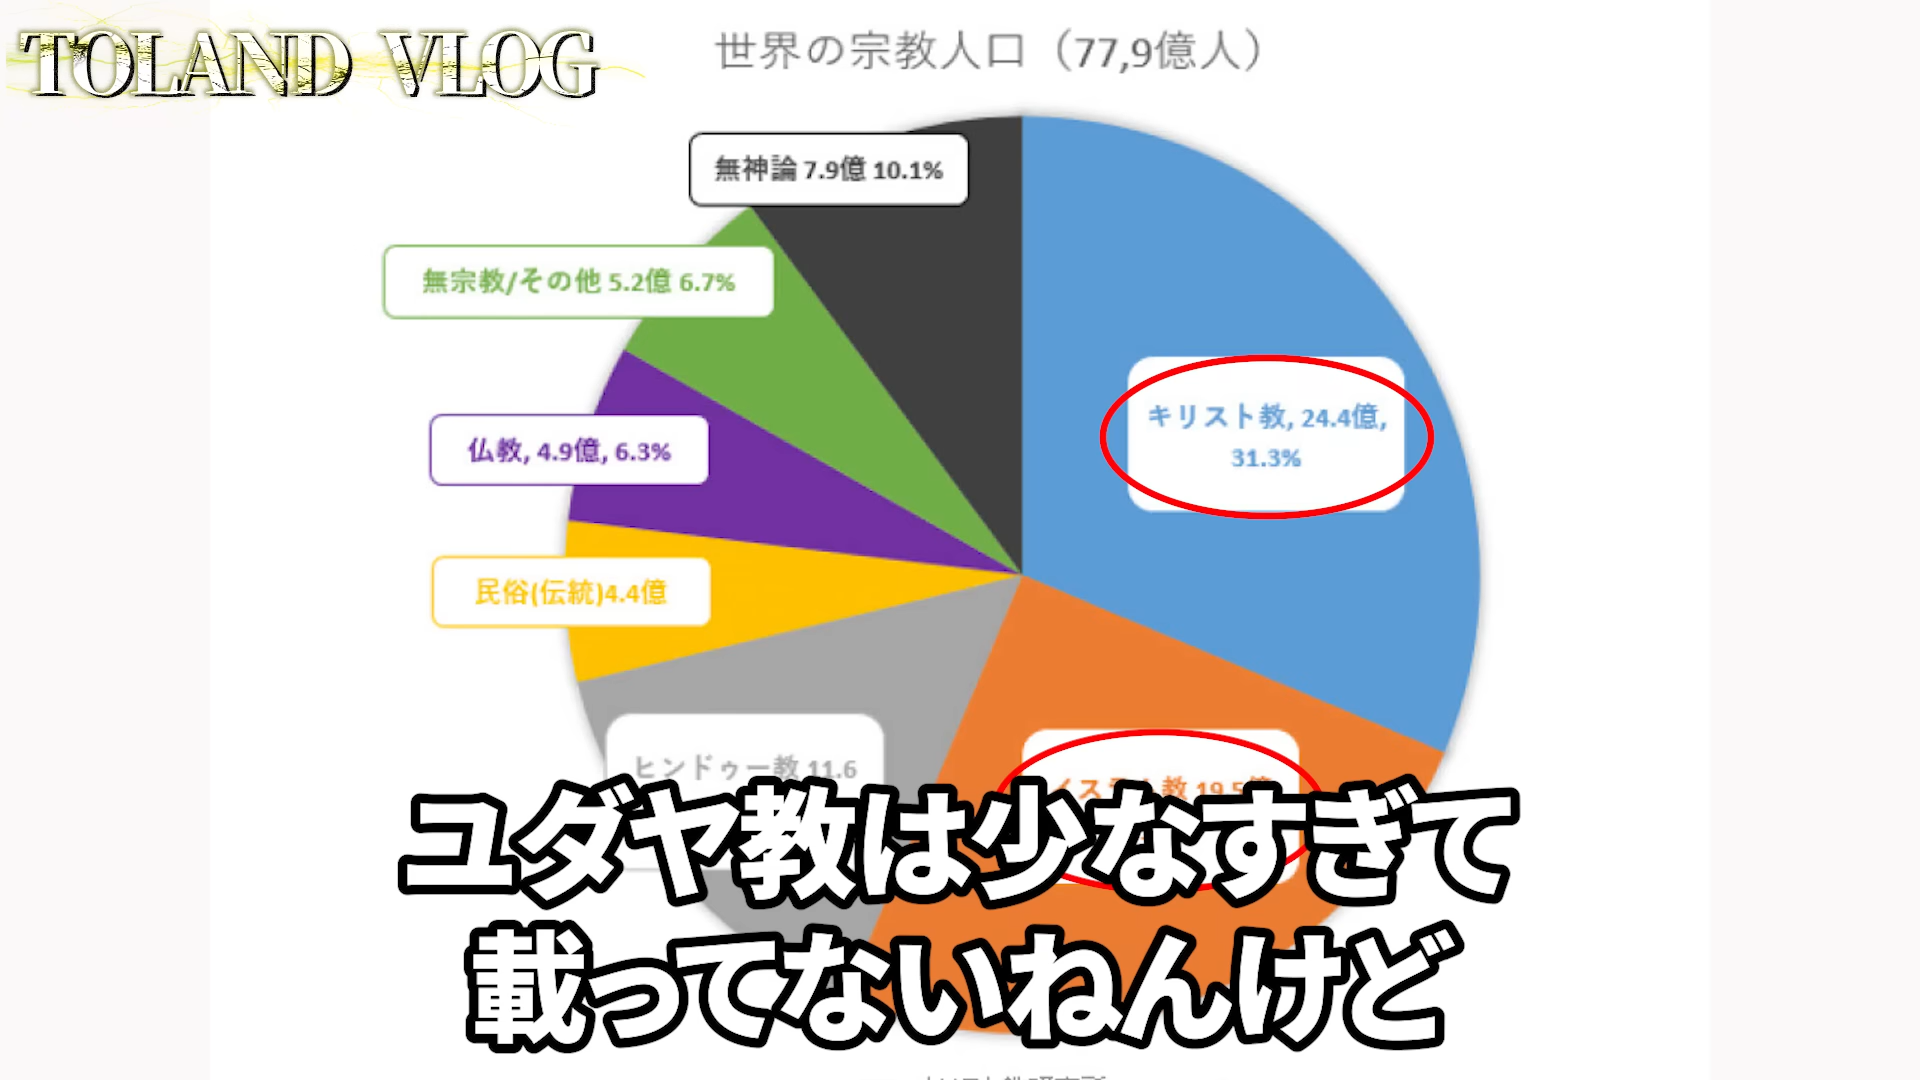 TOLAND VLOG
世界の宗教人口（77,9億人）
無神論 7.9億 10.1%
無宗教/その他 5.2億 6.7%
キリスト教, 24.4億,
31.3%
仏教, 4.9億, 6.3%
民俗(伝統)4.4億
ヒンドゥー教 11.6
教 19.5
ユダヤ教は少なすぎて
載ってないねんけど